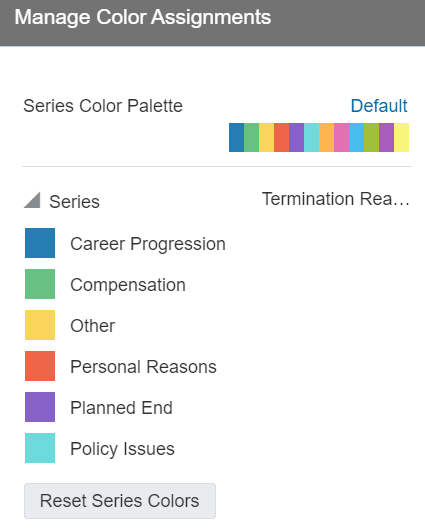 Manage Color Assignments
Series Color Palette Default
Series Termination Rea…
Career Progression
Compensation
Other
Personal Reasons
Planned End
Policy Issues
Reset Series Colors